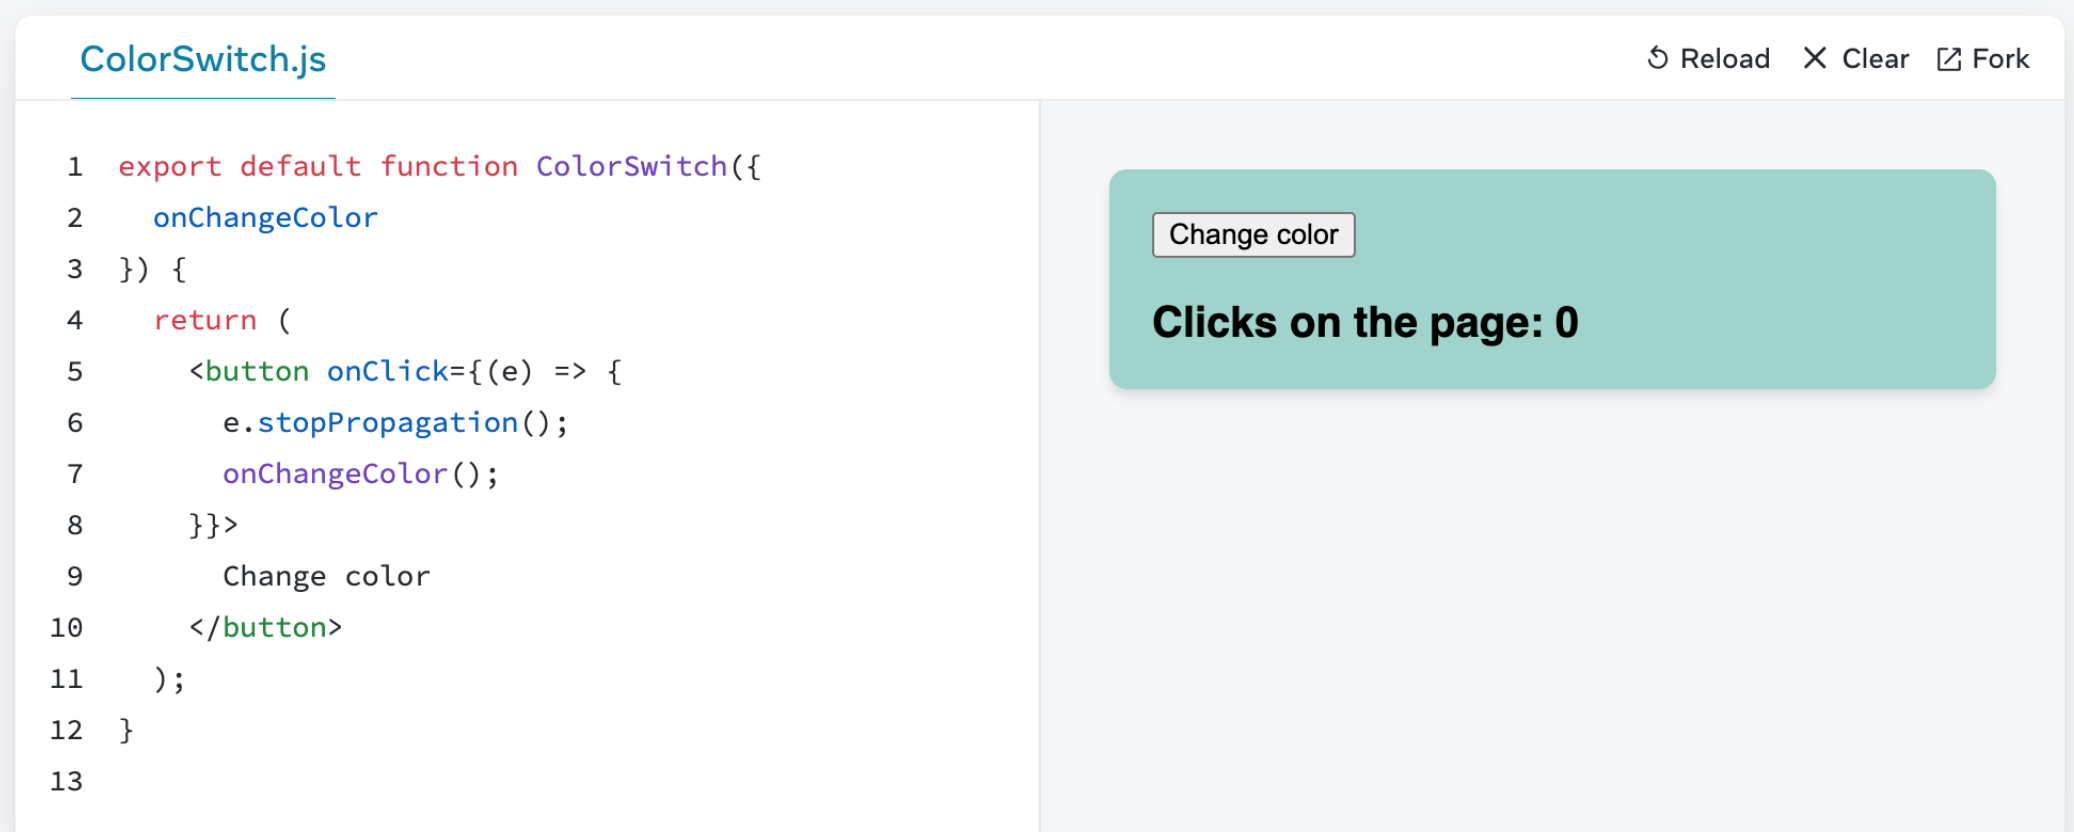 ColorSwitch.js
Reload Clear Fork
1 export default function ColorSwitch({
2   onChangeColor
3 }) {
4   return (
5     <button onClick={(e) => {
6       e.stopPropagation();
7       onChangeColor();
8     }}>
9       Change color
10     </button>
11   );
12 }
13
Change color
Clicks on the page: 0